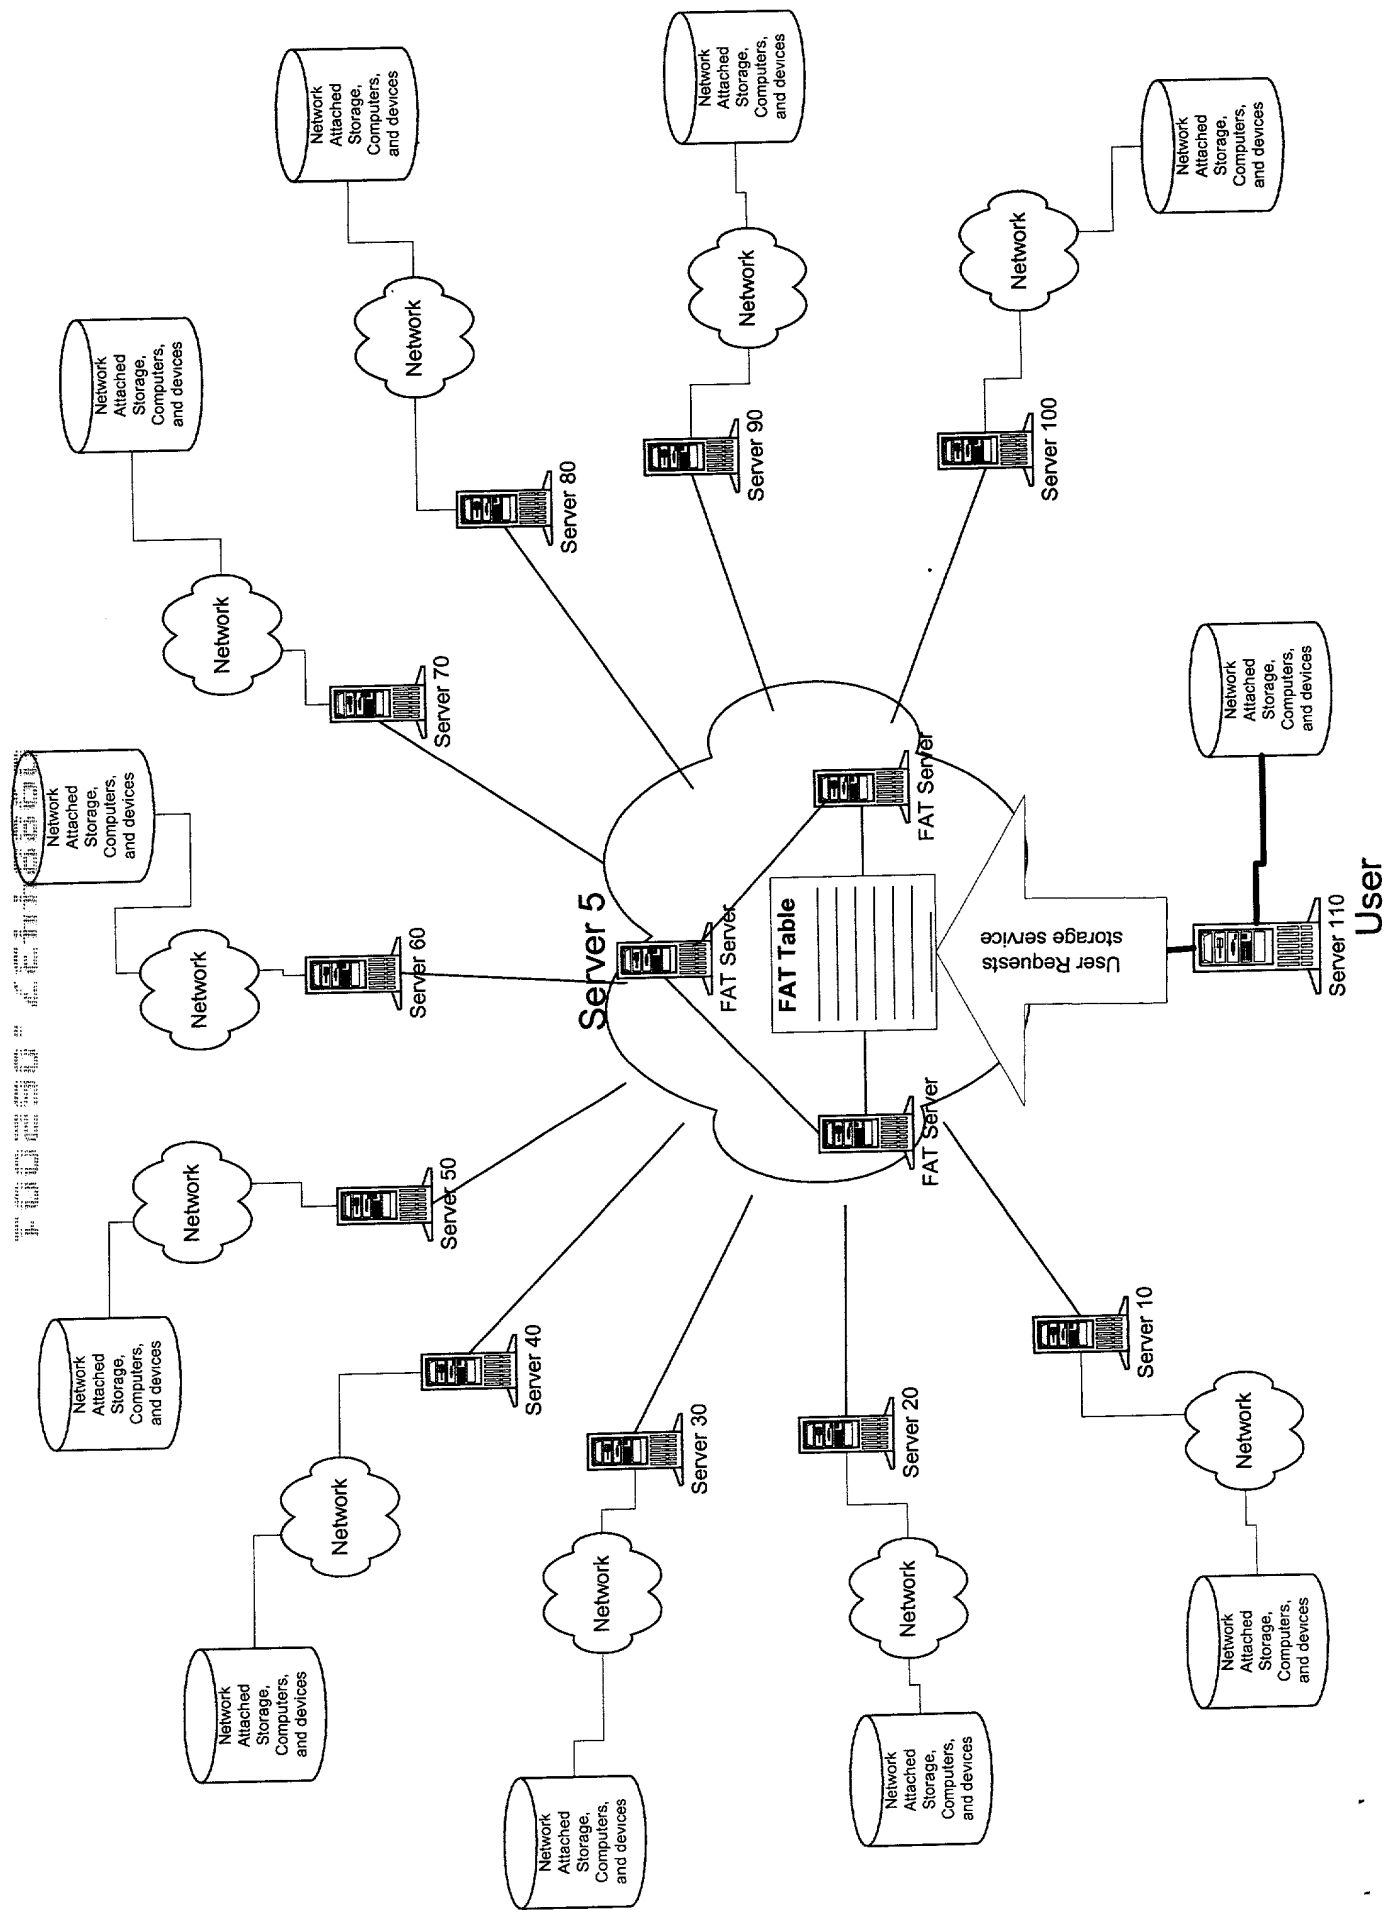 Network
Attached
Storage,
Computers,
and devices
Network
Server 10
Network
Attached
Storage,
Computers,
and devices
Network
Server 20
Network
Attached
Storage,
Computers,
and devices
Network
Server 30
Network
Attached
Storage,
Computers,
and devices
Network
Server 40
Network
Attached
Storage,
Computers,
and devices
Network
Server 50
Network
Attached
Storage,
Computers,
and devices
Network
Server 60
Network
Attached
Storage,
Computers,
and devices
Network
Server 70
Network
Attached
Storage,
Computers,
and devices
Network
Server 80
Network
Attached
Storage,
Computers,
and devices
Network
Server 90
Network
Attached
Storage,
Computers,
and devices
Network
Server 100
Server 5
FAT Server
FAT Table
FAT Server
FAT Server
User Requests
storage service
Network
Attached
Storage,
Computers,
and devices
Server 110
User